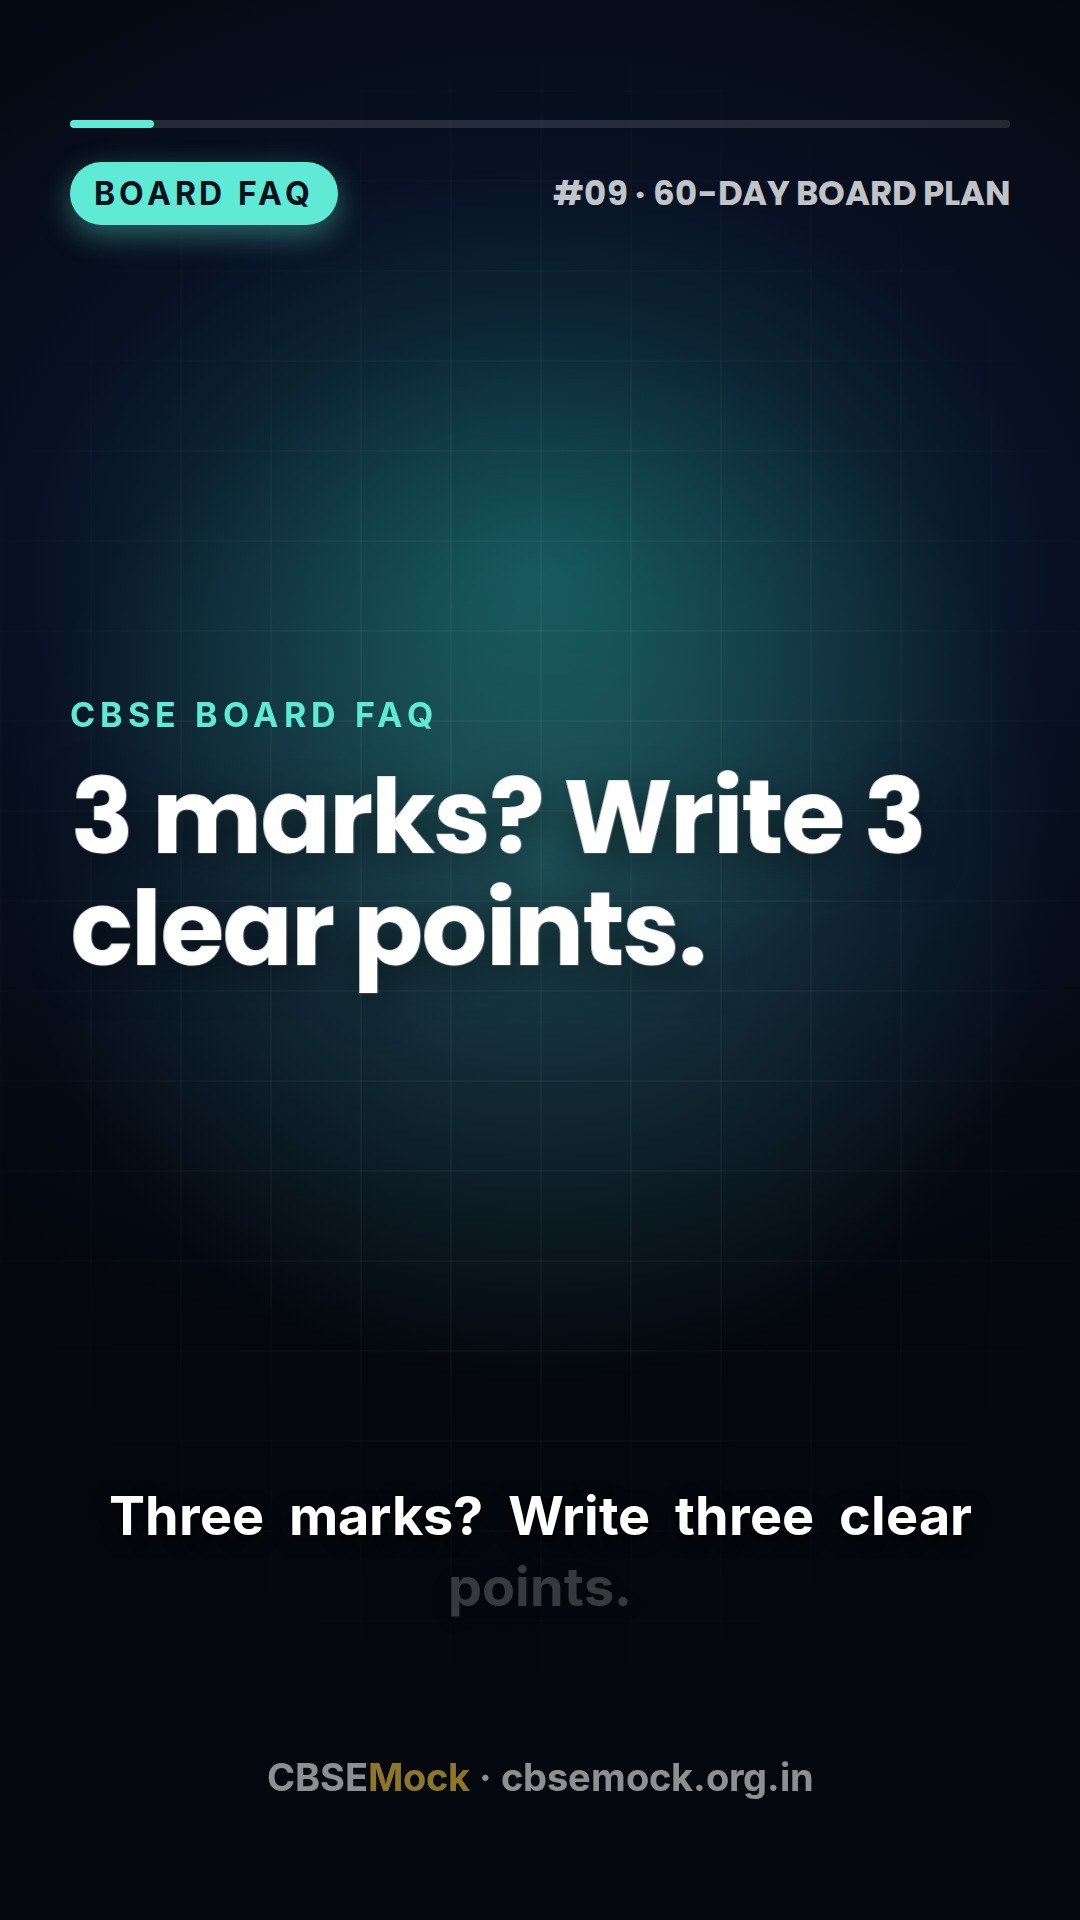 BOARD FAQ
#09 · 60-DAY BOARD PLAN
CBSE BOARD FAQ
3 marks? Write 3
clear points.
Three marks? Write three clear
points.
CBSEMock · cbsemock.org.in